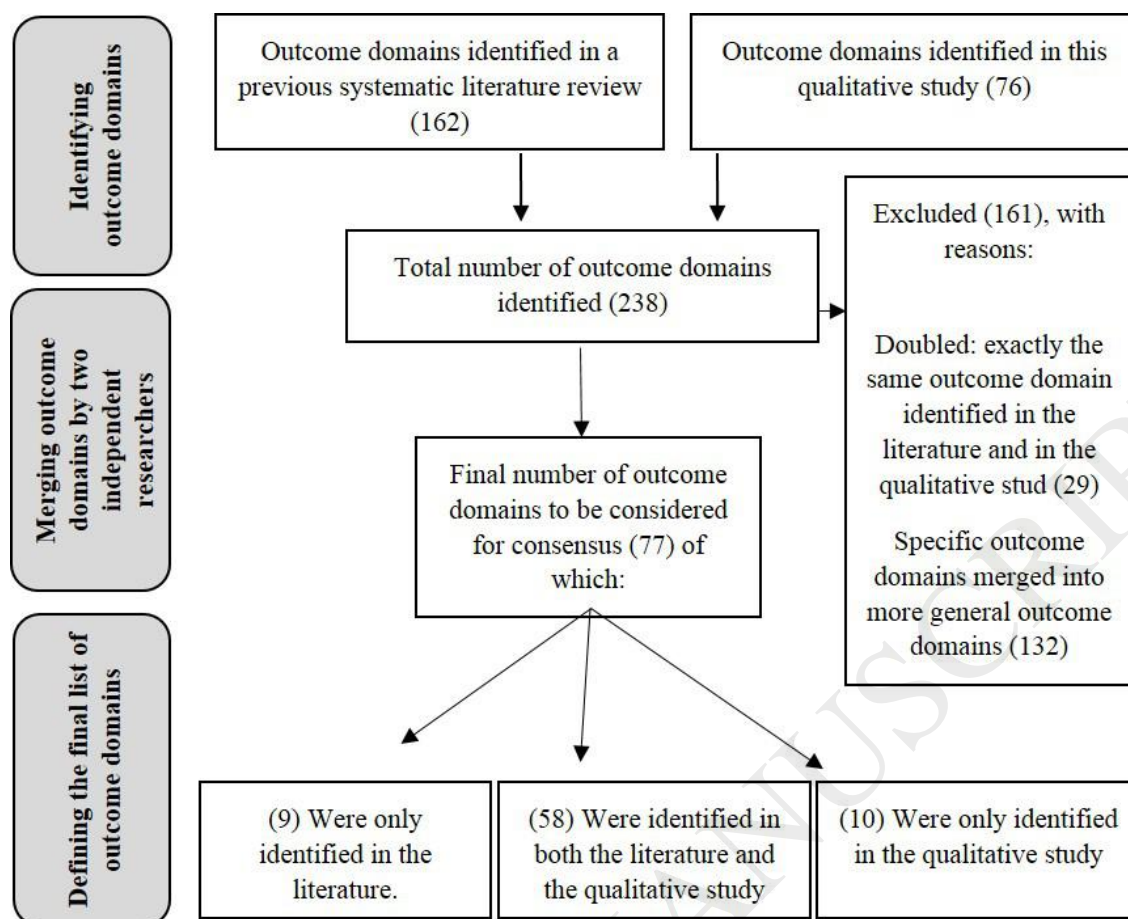 Identifying
outcome domains
Outcome domains identified in a
previous systematic literature review
(162)
Outcome domains identified in this
qualitative study (76)
Total number of outcome domains
identified (238)
Excluded (161), with
reasons:
Doubled: exactly the
same outcome domain
identified in the
literature and in the
qualitative stud (29)
Specific outcome
domains merged into
more general outcome
domains (132)
Merging outcome
domains by two
independent
researchers
Final number of outcome
domains to be considered
for consensus (77) of
which:
Defining the final list of
outcome domains
(9) Were only
identified in the
literature.
(58) Were identified in
both the literature and
the qualitative study
(10) Were only identified
in the qualitative study
ANUSCRIP